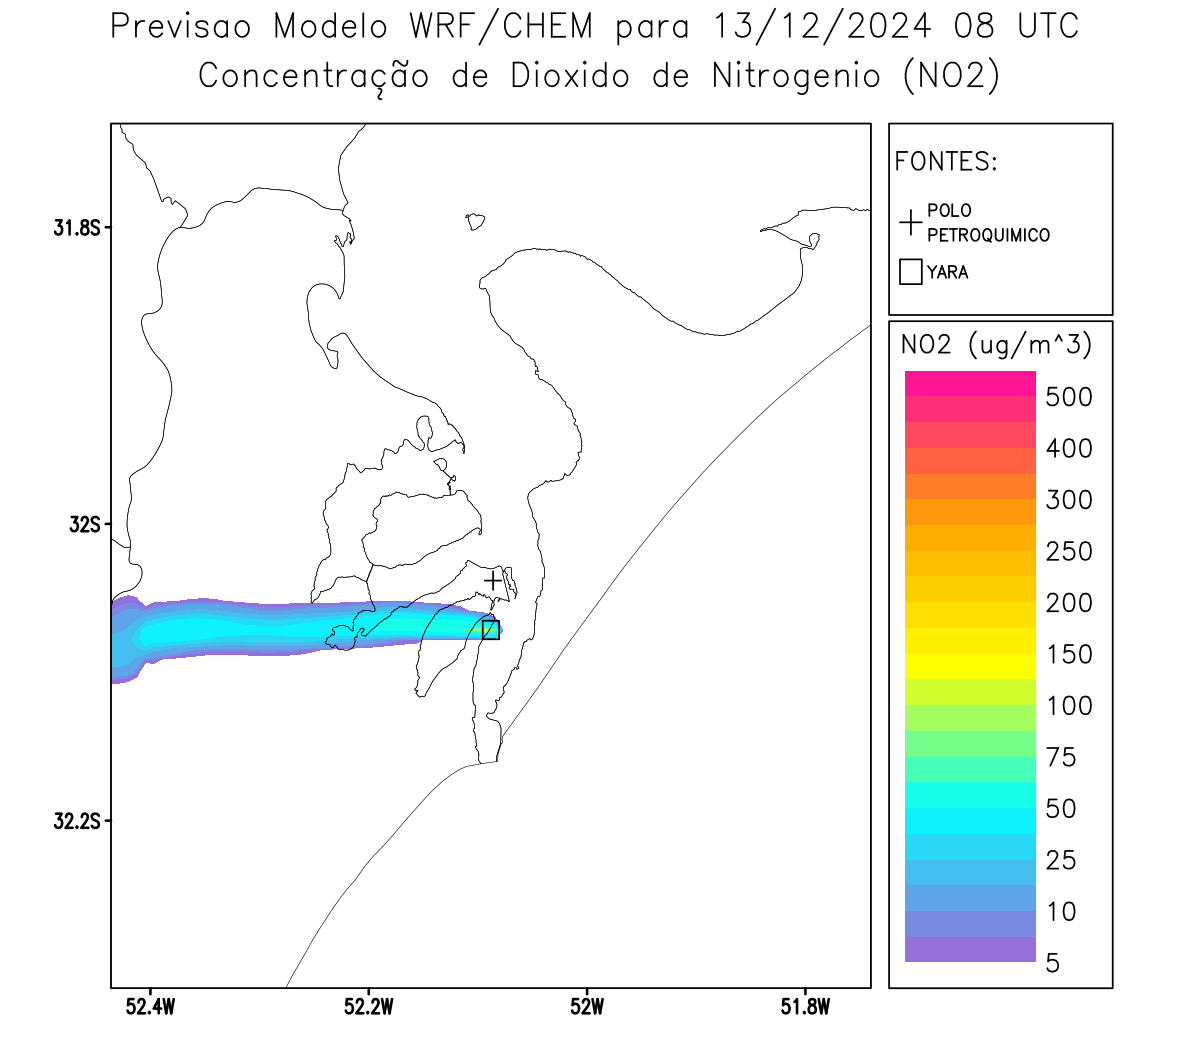 Previsao Modelo WRF/CHEM para 13/12/2024 08 UTC
Concentração de Dioxido de Nitrogenio (NO2)
FONTES:
POLO
PETROQUIMICO
YARA
31.8S
32S
32.2S
52.4W
52.2W
52W
51.8W
NO2 (ug/m^3)
500
400
300
250
200
150
100
75
50
25
10
5